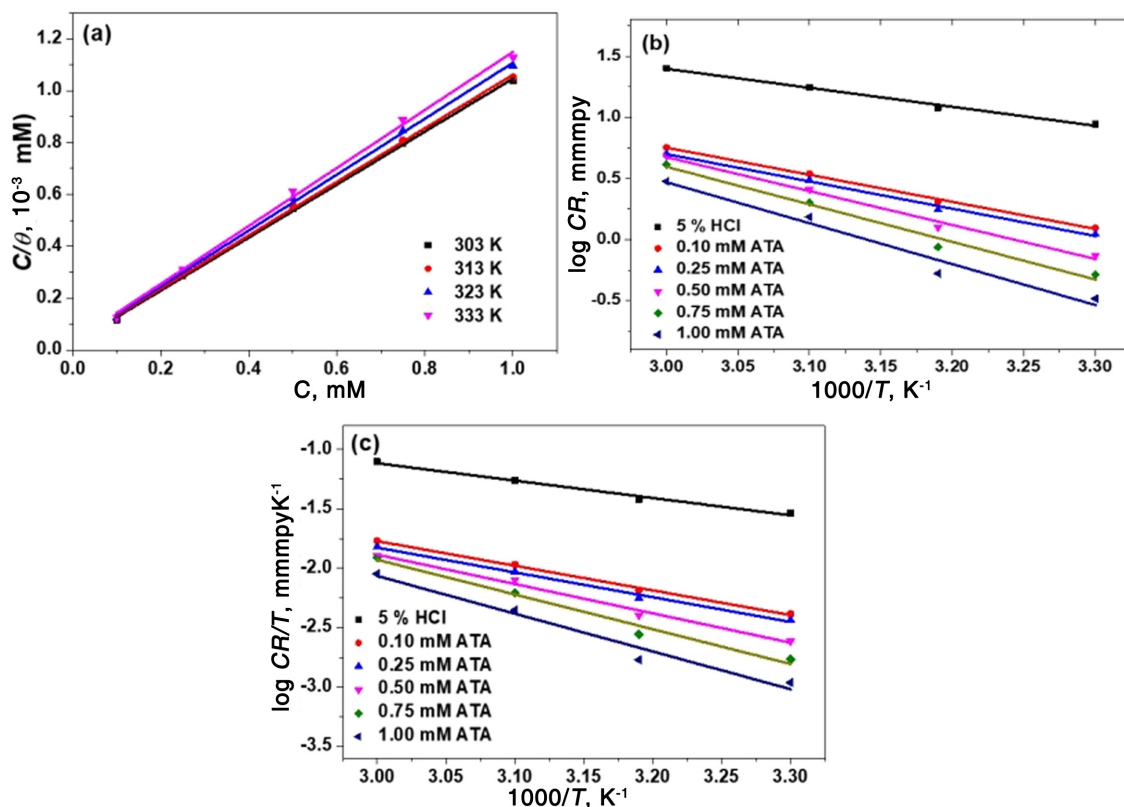 (a)
C/θ, 10⁻³ mM)
1.2
1.0
0.8
0.6
0.4
0.2
0.0
303 K
313 K
323 K
333 K
0.0 0.2 0.4 0.6 0.8 1.0
C, mM
(b)
log CR, mmmpy
1.5
1.0
0.5
0.0
-0.5
5 % HCl
0.10 mM ATA
0.25 mM ATA
0.50 mM ATA
0.75 mM ATA
1.00 mM ATA
3.00 3.05 3.10 3.15 3.20 3.25 3.30
1000/T, K⁻¹
(c)
log CR/T, mmmpyK⁻¹
-1.0
-1.5
-2.0
-2.5
-3.0
-3.5
5 % HCl
0.10 mM ATA
0.25 mM ATA
0.50 mM ATA
0.75 mM ATA
1.00 mM ATA
3.00 3.05 3.10 3.15 3.20 3.25 3.30
1000/T, K⁻¹